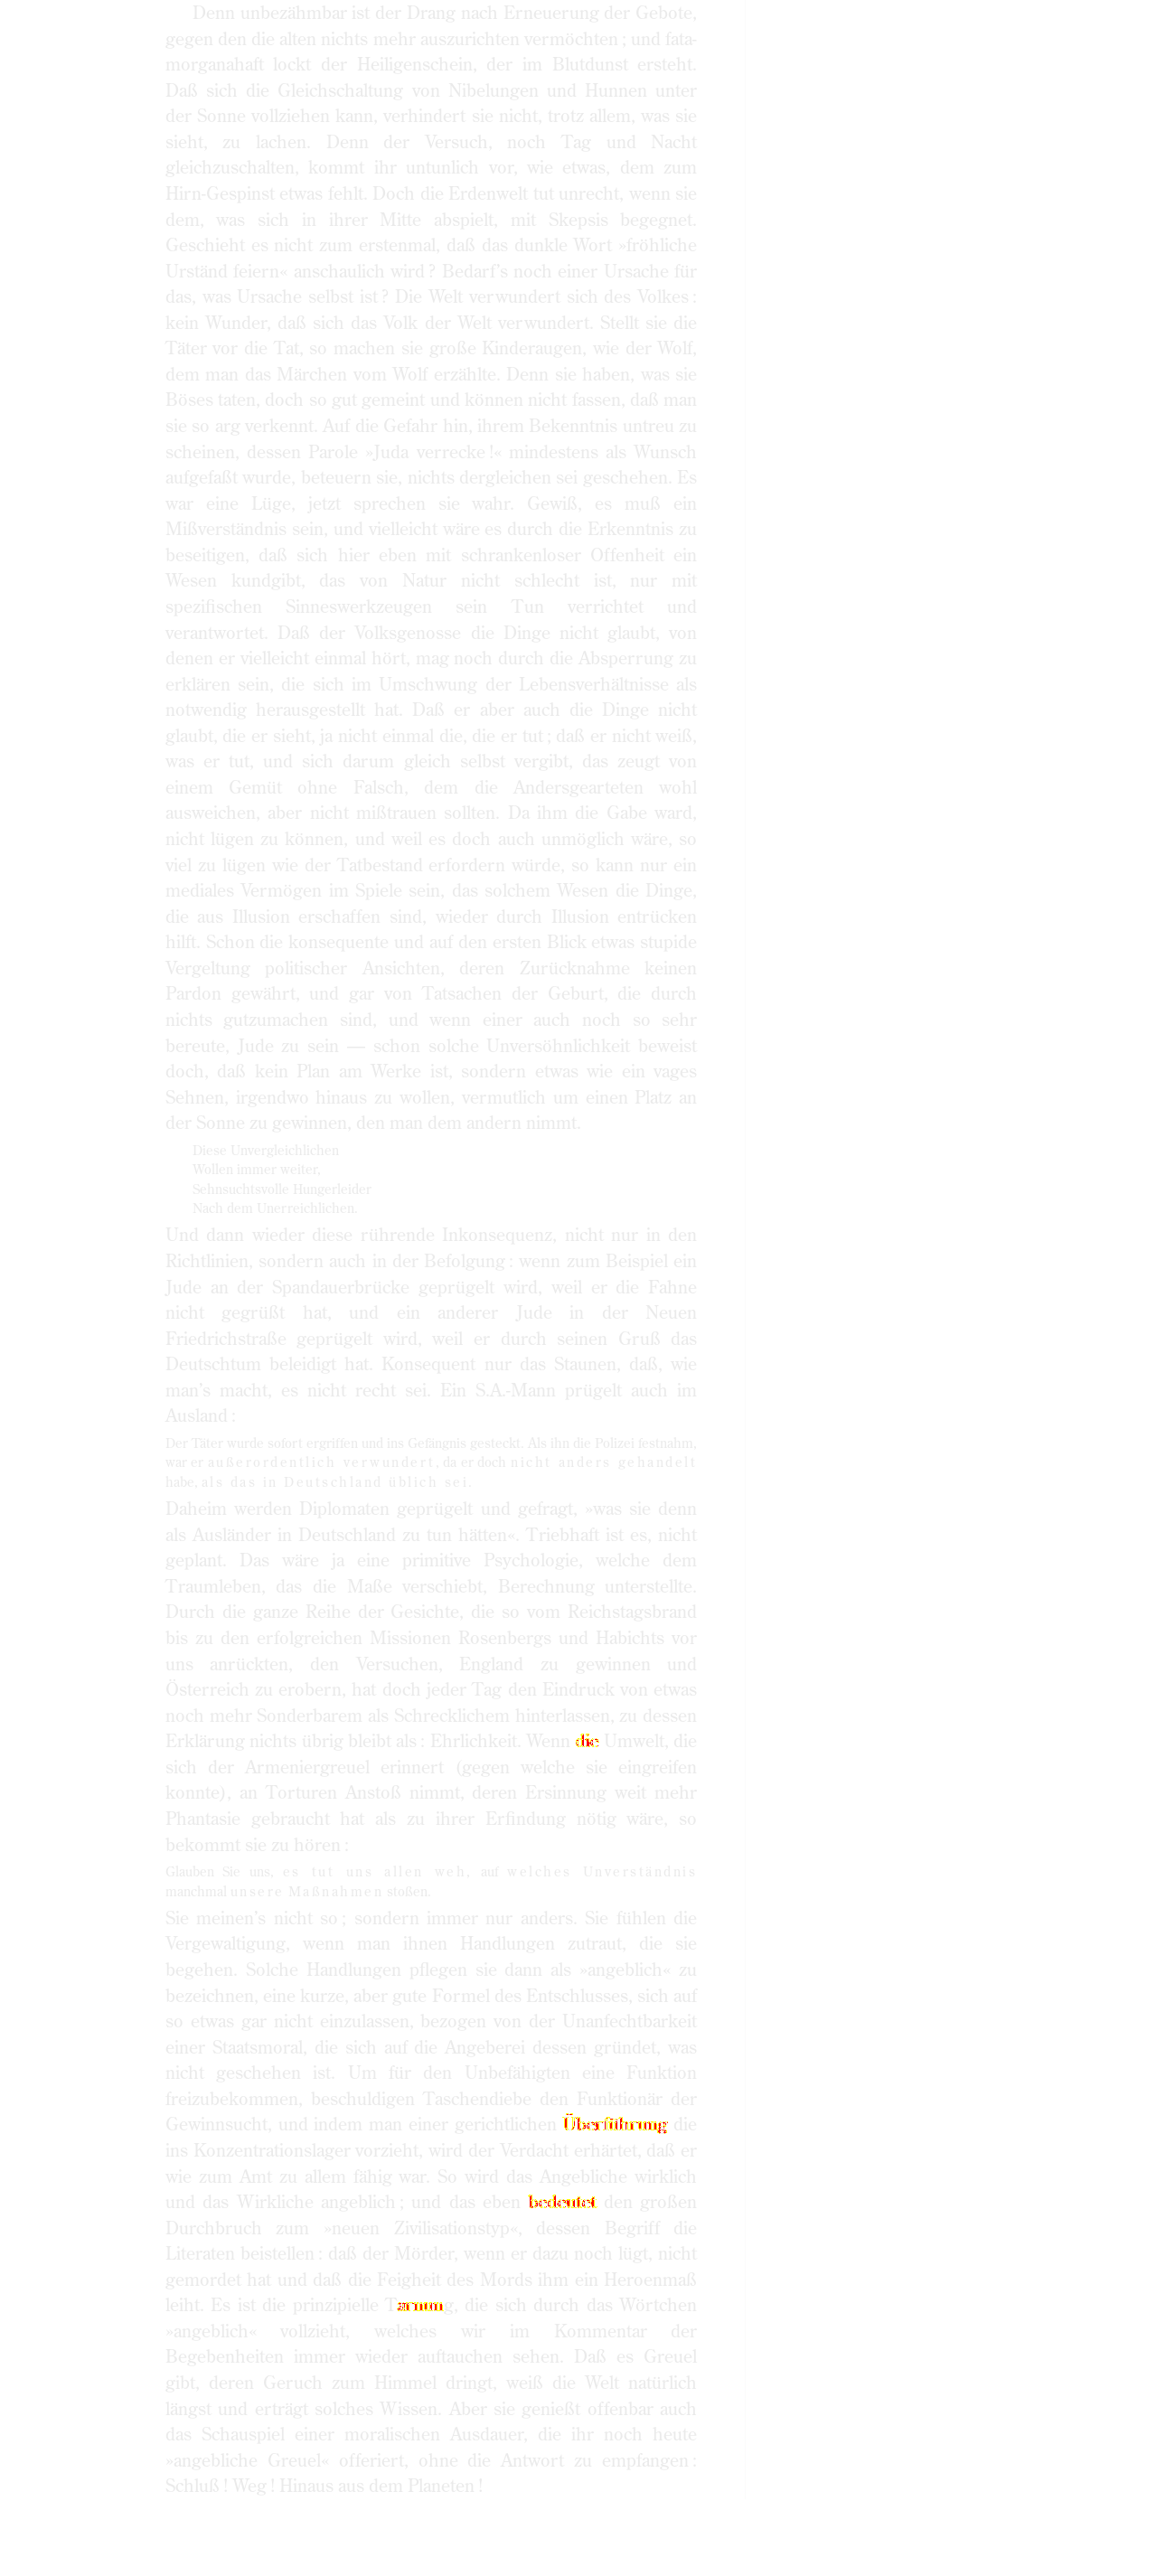 Denn unbezähmbar ist der Drang nach Erneuerung der Gebote,
gegen den die alten nichts mehr auszurichten vermöchten ; und fata-
morganahaft lockt der Heiligenschein, der im Blutdunst ersteht.
Daß sich die Gleichschaltung von Nibelungen und Hunnen unter
der Sonne vollziehen kann, verhindert sie nicht, trotz allem, was sie
sieht, zu lachen. Denn der Versuch, noch Tag und Nacht
gleichzuschalten, kommt ihr untunlich vor, wie etwas, dem zum
Hirn-Gespinst etwas fehlt. Doch die Erdenwelt tut unrecht, wenn sie
dem, was sich in ihrer Mitte abspielt, mit Skepsis begegnet.
Geschieht es nicht zum erstenmal, daß das dunkle Wort »fröhliche
Urständ feiern« anschaulich wird ? Bedarf's noch einer Ursache für
das, was Ursache selbst ist ? Die Welt verwundert sich des Volkes :
kein Wunder, daß sich das Volk der Welt verwundert. Stellt sie die
Täter vor die Tat, so machen sie große Kinderaugen, wie der Wolf,
dem man das Märchen vom Wolf erzählte. Denn sie haben, was sie
Böses taten, doch so gut gemeint und können nicht fassen, daß man
sie so arg verkennt. Auf die Gefahr hin, ihrem Bekenntnis untreu zu
scheinen, dessen Parole »Juda verrecke !« mindestens als Wunsch
aufgefaßt wurde, beteuern sie, nichts dergleichen sei geschehen. Es
war eine Lüge, jetzt sprechen sie wahr. Gewiß, es muß ein
Mißverständnis sein, und vielleicht wäre es durch die Erkenntnis zu
beseitigen, daß sich hier eben mit schrankenloser Offenheit ein
Wesen kundgibt, das von Natur nicht schlecht ist, nur mit
spezifischen Sinneswerkzeugen sein Tun verrichtet und
verantwortet. Daß der Volksgenosse die Dinge nicht glaubt, von
denen er vielleicht einmal hört, mag noch durch die Absperrung zu
erklären sein, die sich im Umschwung der Lebensverhältnisse als
notwendig herausgestellt hat. Daß er aber auch die Dinge nicht
glaubt, die er sieht, ja nicht einmal die, die er tut ; daß er nicht weiß,
was er tut, und sich darum gleich selbst vergibt, das zeugt von
einem Gemüt ohne Falsch, dem die Andersgearteten wohl
ausweichen, aber nicht mißtrauen sollten. Da ihm die Gabe ward,
nicht lügen zu können, und weil es doch auch unmöglich wäre, so
viel zu lügen wie der Tatbestand erfordern würde, so kann nur ein
mediales Vermögen im Spiele sein, das solchem Wesen die Dinge,
die aus Illusion erschaffen sind, wieder durch Illusion entrücken
hilft. Schon die konsequente und auf den ersten Blick etwas stupide
Vergeltung politischer Ansichten, deren Zurücknahme keinen
Pardon gewährt, und gar von Tatsachen der Geburt, die durch
nichts gutzumachen sind, und wenn einer auch noch so sehr
bereute, Jude zu sein — schon solche Unversöhnlichkeit beweist
doch, daß kein Plan am Werke ist, sondern etwas wie ein vages
Sehnen, irgendwo hinaus zu wollen, vermutlich um einen Platz an
der Sonne zu gewinnen, den man dem andern nimmt.
Diese Unvergleichlichen
Wollen immer weiter,
Sehnsuchtsvolle Hungerleider
Nach dem Unerreichlichen.
Und dann wieder diese rührende Inkonsequenz, nicht nur in den
Richtlinien, sondern auch in der Befolgung : wenn zum Beispiel ein
Jude an der Spandauerbrücke geprügelt wird, weil er die Fahne
nicht gegrüßt hat, und ein anderer Jude in der Neuen
Friedrichstraße geprügelt wird, weil er durch seinen Gruß das
Deutschtum beleidigt hat. Konsequent nur das Staunen, daß, wie
man's macht, es nicht recht sei. Ein S.A.-Mann prügelt auch im
Ausland :
Der Täter wurde sofort ergriffen und ins Gefängnis gesteckt. Als ihn die Polizei festnahm,
war er außerordentlich verwundert, da er doch nicht anders gehandelt
habe, als das in Deutschland üblich sei.
Daheim werden Diplomaten geprügelt und gefragt, »was sie denn
als Ausländer in Deutschland zu tun hätten«. Triebhaft ist es, nicht
geplant. Das wäre ja eine primitive Psychologie, welche dem
Traumleben, das die Maße verschiebt, Berechnung unterstellte.
Durch die ganze Reihe der Gesichte, die so vom Reichstagsbrand
bis zu den erfolgreichen Missionen Rosenbergs und Habichts vor
uns anrückten, den Versuchen, England zu gewinnen und
Österreich zu erobern, hat doch jeder Tag den Eindruck von etwas
noch mehr Sonderbarem als Schrecklichem hinterlassen, zu dessen
Erklärung nichts übrig bleibt als : Ehrlichkeit. Wenn die Umwelt, die
sich der Armeniergreuel erinnert (gegen welche sie eingreifen
konnte), an Torturen Anstoß nimmt, deren Ersinnung weit mehr
Phantasie gebraucht hat als zu ihrer Erfindung nötig wäre, so
bekommt sie zu hören :
Glauben Sie uns, es tut uns allen weh, auf welches Unverständnis
manchmal unsere Maßnahmen stoßen.
Sie meinen's nicht so ; sondern immer nur anders. Sie fühlen die
Vergewaltigung, wenn man ihnen Handlungen zutraut, die sie
begehen. Solche Handlungen pflegen sie dann als »angeblich« zu
bezeichnen, eine kurze, aber gute Formel des Entschlusses, sich auf
so etwas gar nicht einzulassen, bezogen von der Unanfechtbarkeit
einer Staatsmoral, die sich auf die Angeberei dessen gründet, was
nicht geschehen ist. Um für den Unbefähigten eine Funktion
freizubekommen, beschuldigen Taschendiebe den Funktionär der
Gewinnsucht, und indem man einer gerichtlichen Überführung die
ins Konzentrationslager vorzieht, wird der Verdacht erhärtet, daß er
wie zum Amt zu allem fähig war. So wird das Angebliche wirklich
und das Wirkliche angeblich ; und das eben bedeutet den großen
Durchbruch zum »neuen Zivilisationstyp«, dessen Begriff die
Literaten beistellen : daß der Mörder, wenn er dazu noch lügt, nicht
gemordet hat und daß die Feigheit des Mords ihm ein Heroenmaß
leiht. Es ist die prinzipielle Tarnung, die sich durch das Wörtchen
»angeblich« vollzieht, welches wir im Kommentar der
Begebenheiten immer wieder auftauchen sehen. Daß es Greuel
gibt, deren Geruch zum Himmel dringt, weiß die Welt natürlich
längst und erträgt solches Wissen. Aber sie genießt offenbar auch
das Schauspiel einer moralischen Ausdauer, die ihr noch heute
»angebliche Greuel« offeriert, ohne die Antwort zu empfangen :
Schluß ! Weg ! Hinaus aus dem Planeten !